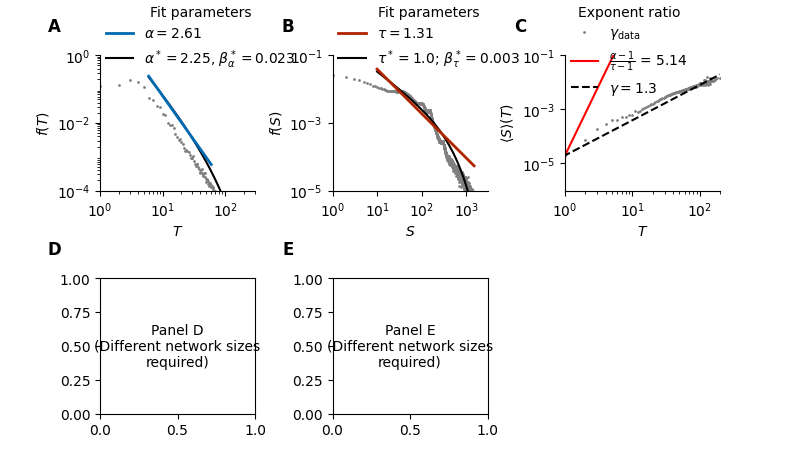 A
Fit parameters
α = 2.61
α* = 2.25, β*α = 0.023
10⁰
10⁻²
10⁻⁴
f(T)
10⁰
10¹
10²
T
B
Fit parameters
τ = 1.31
τ* = 1.0; β*τ = 0.003
10⁻¹
10⁻³
10⁻⁵
f(S)
10⁰
10¹
10²
10³
S
C
Exponent ratio
γdata
α−1/τ−1 = 5.14
γ = 1.3
10⁻¹
10⁻³
10⁻⁵
⟨S⟩(T)
10⁰
10¹
10²
T
D
1.00
0.75
0.50
0.25
0.00
Panel D
(Different network sizes
required)
0.0
0.5
1.0
E
1.00
0.75
0.50
0.25
0.00
Panel E
(Different network sizes
required)
0.0
0.5
1.0